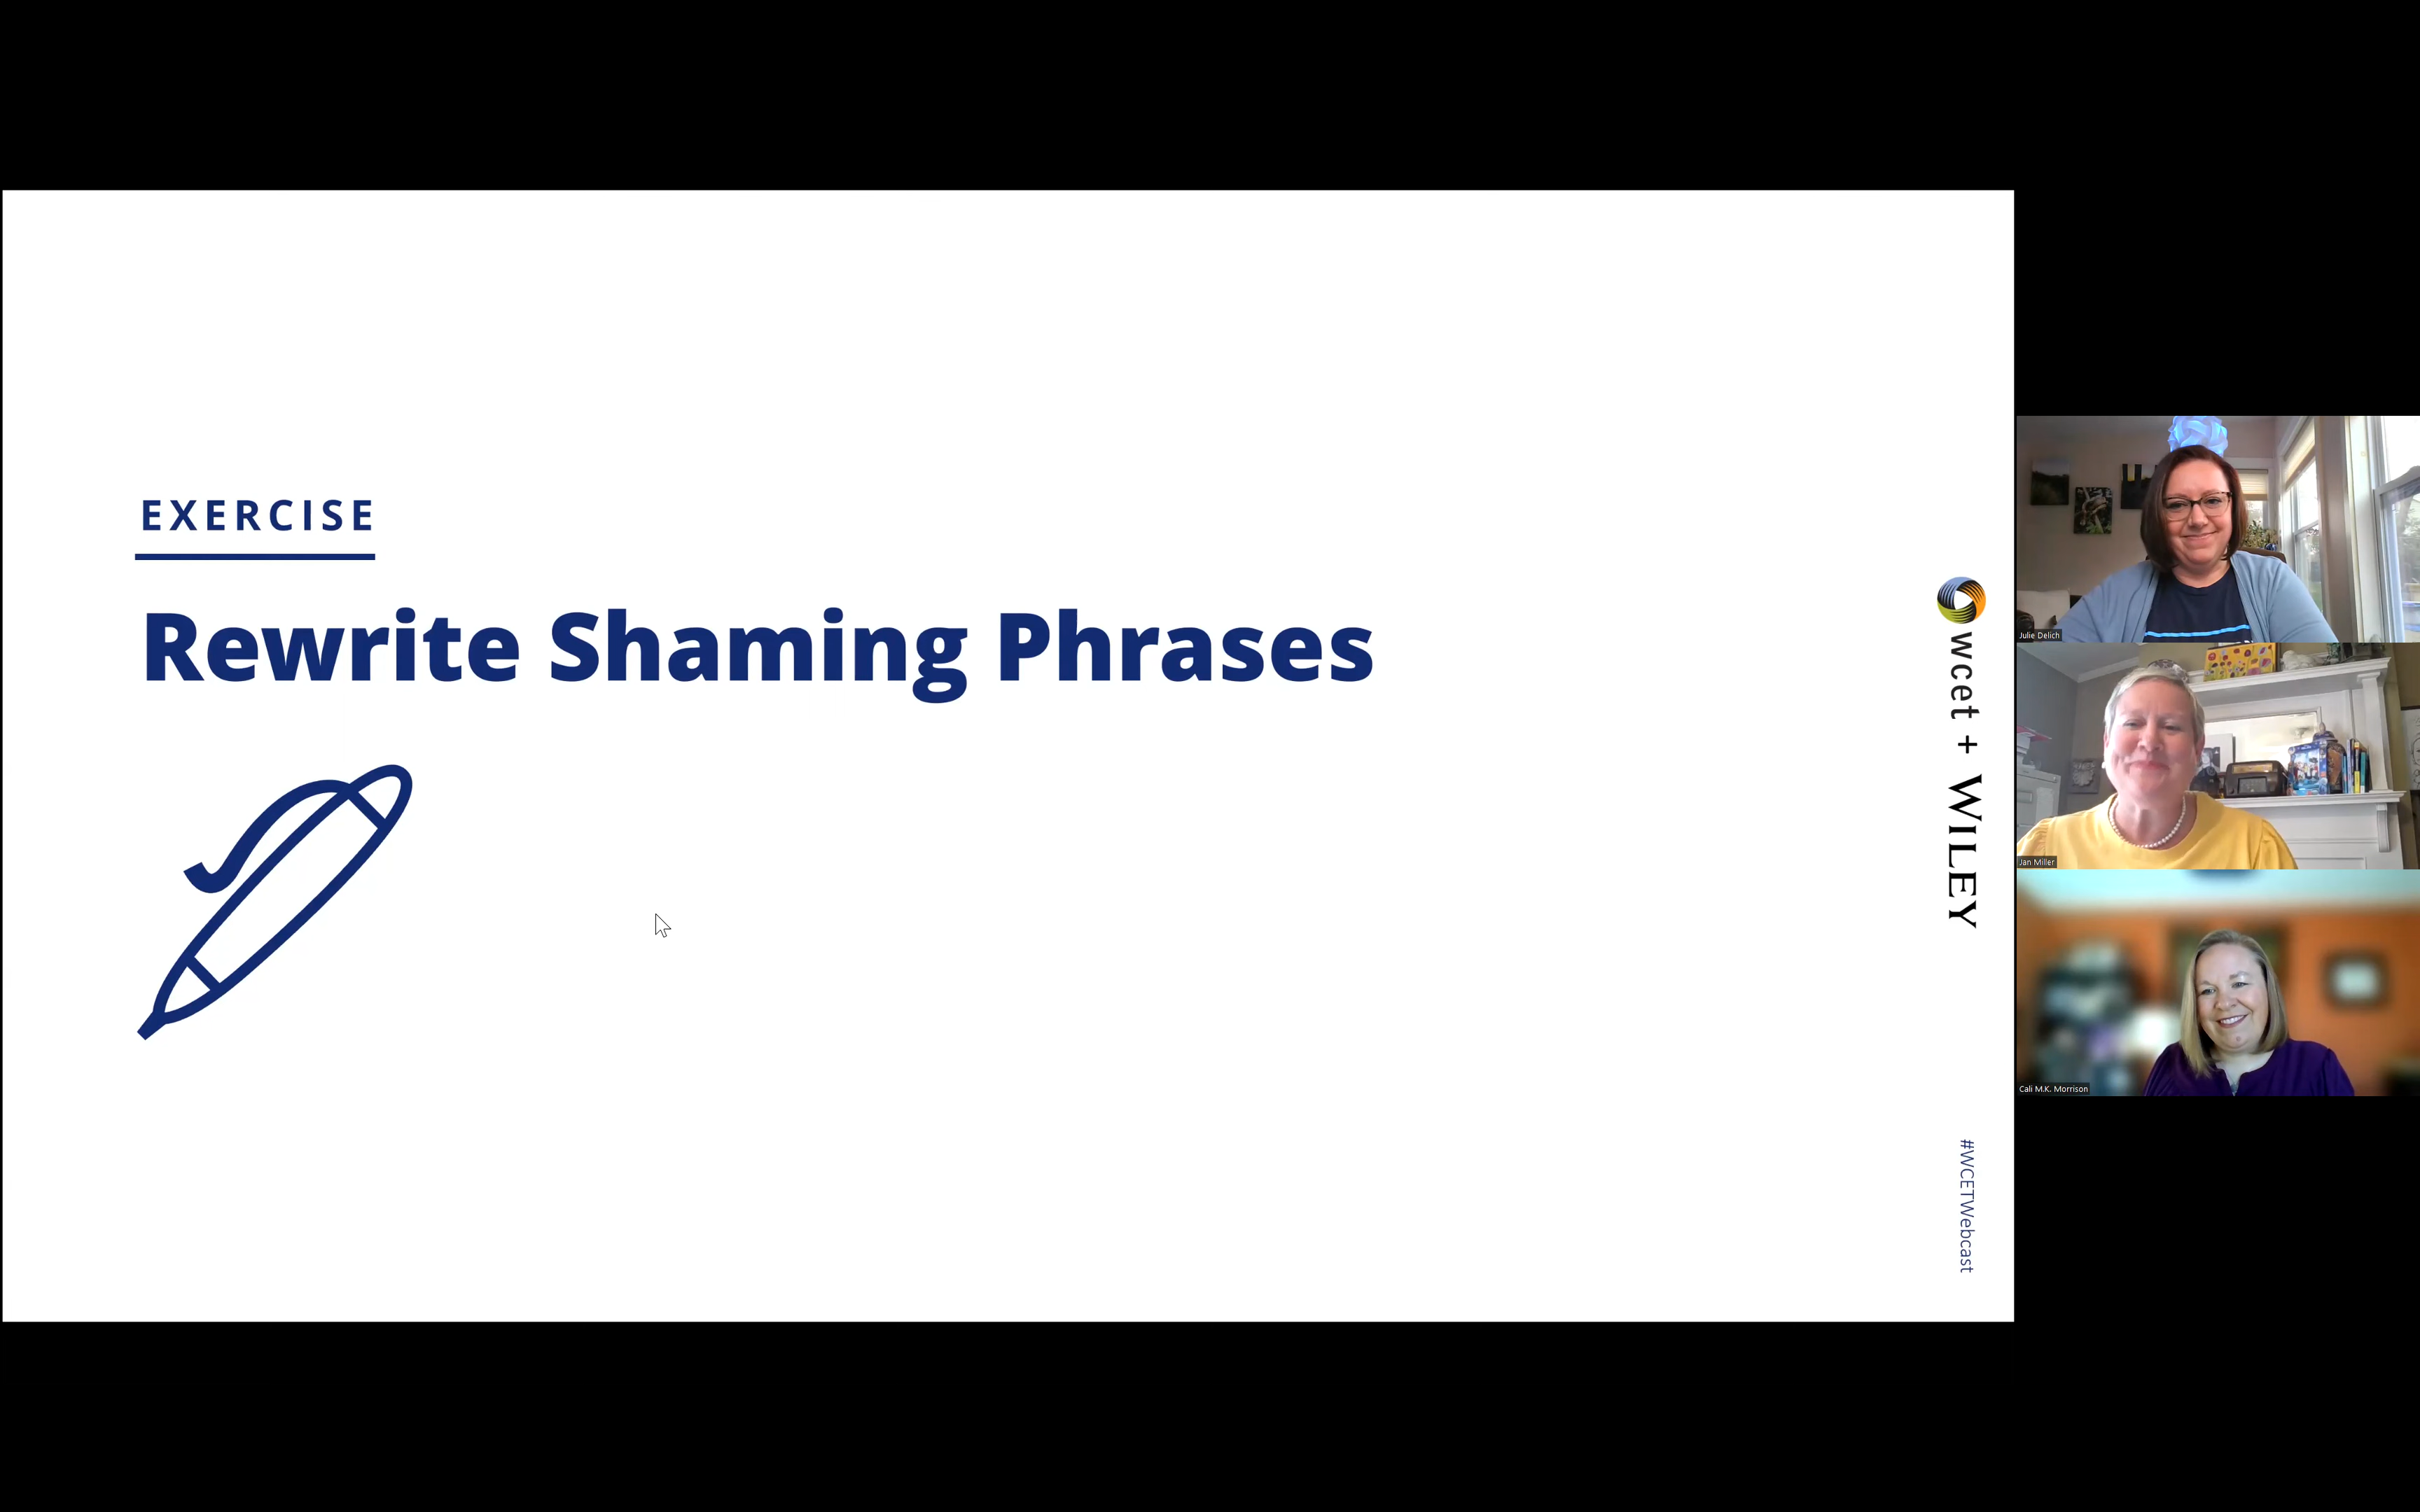 EXERCISE
Rewrite Shaming Phrases
wcet + WILEY
#WCETWebcast
Julie Delich
Jan Miller
Cali M.K. Morrison